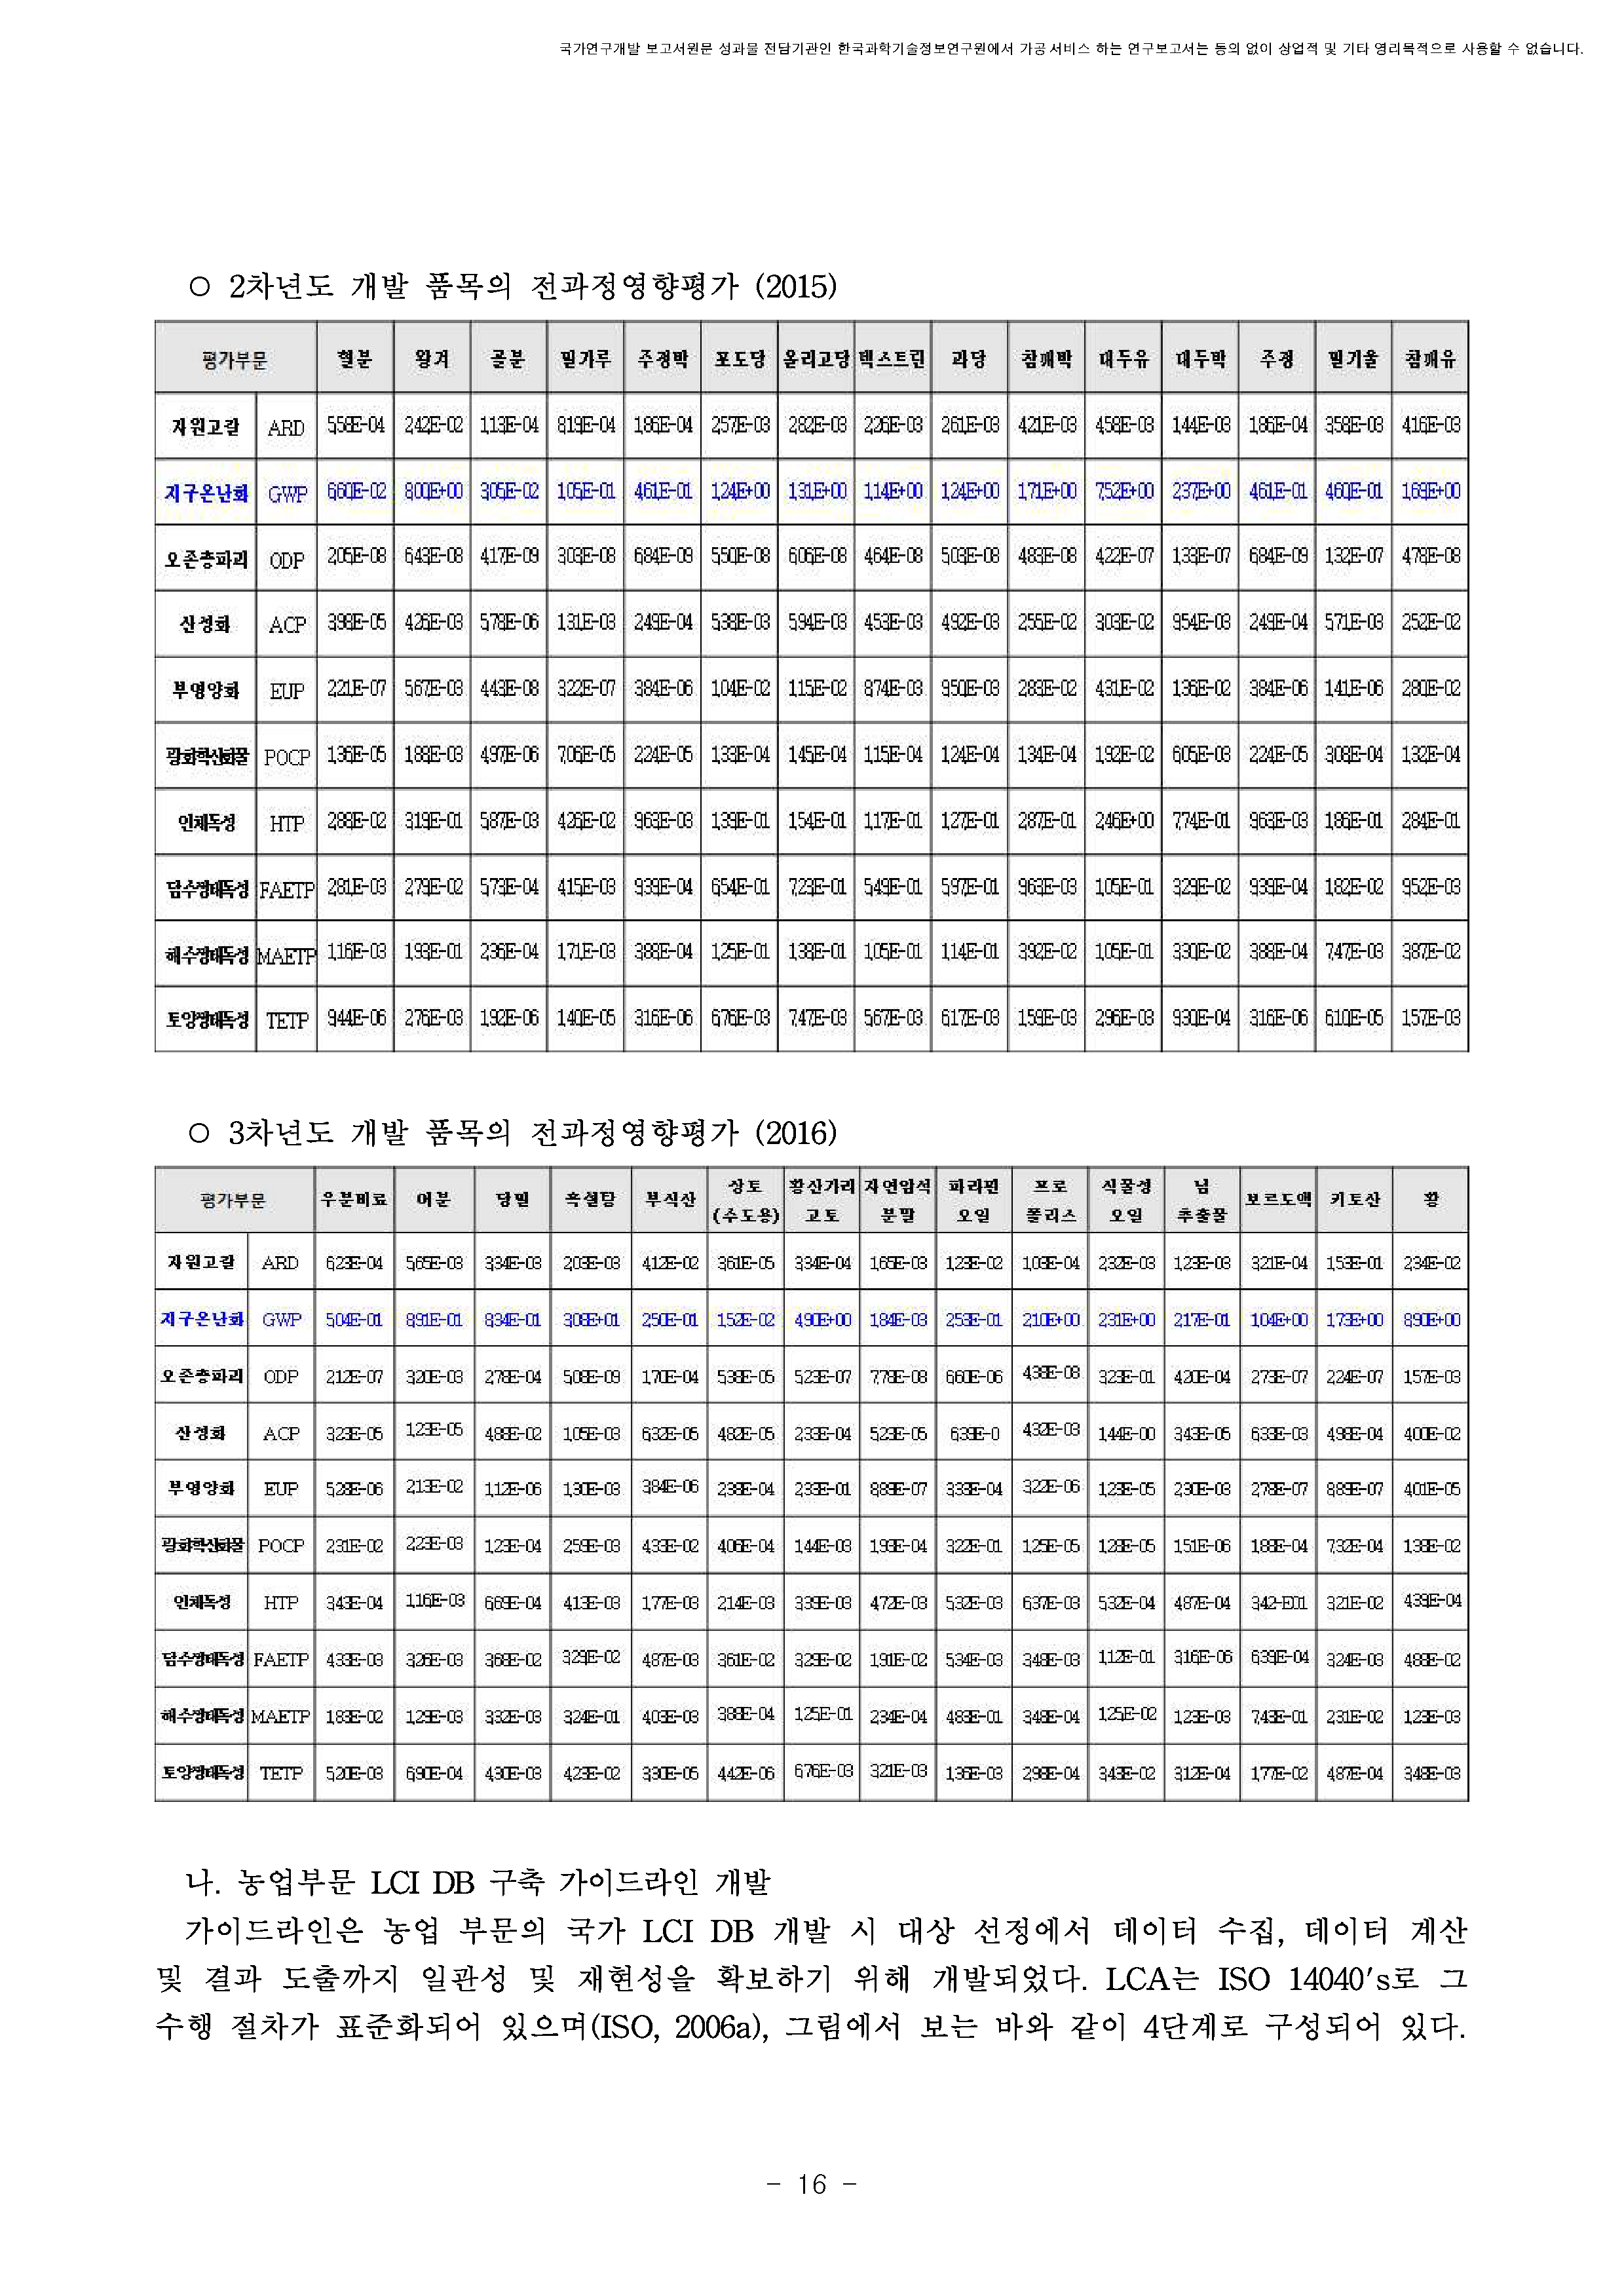 국가연구개발 보고서원문 성과물 전담기관인 한국과학기술정보연구원에서 가공·서비스 하는 연구보고서는 동의 없이 상업적 및 기타 영리목적으로 사용할 수 없습니다.
○ 2차년도 개발 품목의 전과정영향평가 (2015)
평가부문 혈분 왕겨 골분 밀가루 주정박 포도당 올리고당 덱스트린 과당 참깨박 대두유 대두박 주정 밀기울 참깨유
자원고갈 ARD 5.58E-04 2.42E-02 1.13E-04 8.19E-04 1.86E-04 2.57E-03 2.82E-03 2.26E-03 2.61E-03 4.21E-03 4.58E-03 1.44E-03 1.86E-04 3.58E-03 4.16E-03
지구온난화 GWP 6.60E-02 8.00E+00 3.05E-02 1.05E-01 4.61E-01 1.24E+00 1.31E+00 1.14E+00 1.24E+00 1.71E+00 7.52E+00 2.37E+00 4.61E-01 4.60E-01 1.69E+00
오존층파괴 ODP 2.05E-08 6.43E-08 4.17E-09 3.03E-08 6.84E-09 5.50E-08 6.06E-08 4.64E-08 5.03E-08 4.83E-08 4.22E-07 1.33E-07 6.84E-09 1.32E-07 4.78E-08
산성화 ACP 3.98E-05 4.26E-03 5.78E-06 1.31E-03 2.49E-04 5.38E-03 5.94E-03 4.53E-03 4.92E-03 2.55E-02 3.03E-02 9.54E-03 2.49E-04 5.71E-03 2.52E-02
부영양화 EUP 2.21E-07 5.67E-03 4.43E-08 3.22E-07 3.84E-06 1.04E-02 1.15E-02 8.74E-03 9.50E-03 2.83E-02 4.31E-02 1.36E-02 3.84E-06 1.41E-06 2.80E-02
광화학산화물 POCP 1.36E-05 1.88E-03 4.97E-06 7.06E-05 2.24E-05 1.33E-04 1.45E-04 1.15E-04 1.24E-04 1.34E-04 1.92E-02 6.05E-03 2.24E-05 3.08E-04 1.32E-04
인체독성 HTP 2.88E-02 3.19E-01 5.87E-03 4.26E-02 9.63E-03 1.39E-01 1.54E-01 1.17E-01 1.27E-01 2.87E-01 2.46E+00 7.74E-01 9.63E-03 1.86E-01 2.84E-01
담수생태독성 FAETP 2.81E-03 2.79E-02 5.73E-04 4.15E-03 9.39E-04 6.54E-01 7.23E-01 5.49E-01 5.97E-01 9.63E-03 1.05E-01 3.29E-02 9.39E-04 1.82E-02 9.52E-03
해수생태독성 MAETP 1.16E-03 1.93E-01 2.36E-04 1.71E-03 3.88E-04 1.25E-01 1.38E-01 1.05E-01 1.14E-01 3.92E-02 1.05E-01 3.30E-02 3.88E-04 7.47E-03 3.87E-02
토양생태독성 TETP 9.44E-06 2.76E-03 1.92E-06 1.40E-05 3.16E-06 6.76E-03 7.47E-03 5.67E-03 6.17E-03 1.59E-03 2.96E-03 9.30E-04 3.16E-06 6.10E-05 1.57E-03
○ 3차년도 개발 품목의 전과정영향평가 (2016)
평가부문 우분퇴비료 어분 당밀 흑설탕 부식산 상토(수도용) 황산가리고토 자연암석분말 파라핀오일 프로폴리스 식물성오일 님추출물 보르도액 키토산 황
자원고갈 ARD 6.23E-04 5.65E-03 3.34E-03 2.03E-03 4.12E-02 3.61E-05 3.34E-04 1.65E-03 1.23E-02 1.03E-04 2.32E-03 1.23E-03 3.21E-04 1.53E-01 2.34E-02
지구온난화 GWP 5.04E-01 8.91E-01 8.34E-01 3.08E+01 2.50E-01 1.52E-02 4.90E+00 1.84E-03 2.53E-01 2.10E+00 2.31E+00 2.17E-01 1.04E+00 1.73E+00 8.90E+00
오존층파괴 ODP 2.12E-07 3.20E-03 2.78E-04 5.08E-09 1.70E-04 5.38E-05 5.23E-07 7.78E-08 6.60E-06 4.38E-08 3.23E-01 4.20E-04 2.73E-07 2.24E-07 1.57E-03
산성화 ACP 3.23E-05 1.23E-05 4.88E-02 1.05E-03 6.32E-05 4.82E-05 2.33E-04 5.23E-05 6.39E-0 4.32E-03 1.44E-00 3.43E-05 6.33E-03 4.98E-04 4.00E-02
부영양화 EUP 5.28E-06 2.13E-02 1.12E-06 1.30E-03 3.84E-06 2.38E-04 2.33E-01 8.89E-07 3.33E-04 3.22E-06 1.23E-05 2.30E-03 2.78E-07 8.89E-07 4.01E-05
광화학산화물 POCP 2.31E-02 2.23E-03 1.23E-04 2.59E-03 4.33E-02 4.06E-04 1.44E-03 1.99E-04 3.22E-01 1.25E-05 1.28E-05 1.51E-06 1.88E-04 7.32E-04 1.38E-02
인체독성 HTP 3.43E-04 1.16E-03 6.69E-04 4.13E-03 1.77E-03 2.14E-03 3.39E-03 4.72E-03 5.32E-03 6.37E-03 5.32E-04 4.87E-04 3.42-E01 3.21E-02 4.39E-04
담수생태독성 FAETP 4.33E-03 3.26E-03 3.68E-02 3.29E-02 4.87E-03 3.61E-02 3.29E-02 1.91E-02 5.34E-03 3.48E-03 1.12E-01 3.16E-06 6.39E-04 3.24E-03 4.88E-02
해수생태독성 MAETP 1.83E-02 1.29E-03 3.32E-03 3.24E-01 4.03E-03 3.88E-04 1.25E-01 2.34E-04 4.83E-01 3.48E-04 1.25E-02 1.23E-03 7.43E-01 2.31E-02 1.23E-03
토양생태독성 TETP 5.20E-03 6.90E-04 4.30E-03 4.23E-02 3.30E-05 4.42E-06 6.76E-03 3.21E-03 1.36E-03 2.98E-04 3.43E-02 3.12E-04 1.77E-02 4.87E-04 3.48E-03
나. 농업부문 LCI DB 구축 가이드라인 개발
가이드라인은 농업 부문의 국가 LCI DB 개발 시 대상 선정에서 데이터 수집, 데이터 계산
및 결과 도출까지 일관성 및 재현성을 확보하기 위해 개발되었다. LCA는 ISO 14040's로 그
수행 절차가 표준화되어 있으며(ISO, 2006a), 그림에서 보는 바와 같이 4단계로 구성되어 있다.
- 16 -